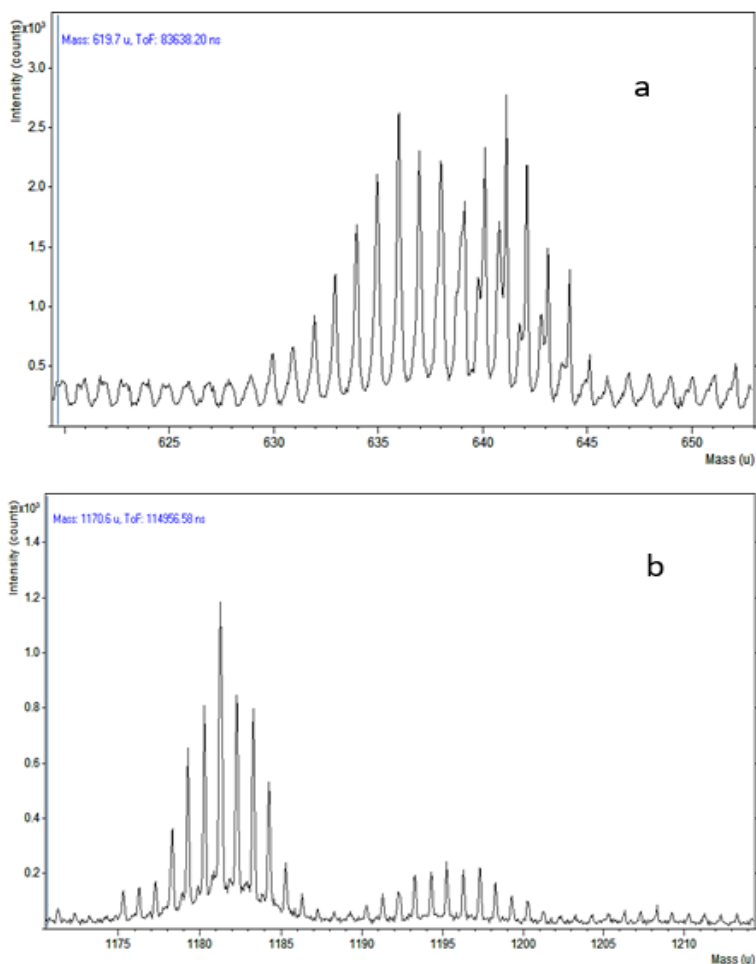 x10³
Mass: 619.7 u, ToF: 83638.20 ns
a
Intensity (counts)
3.0
2.5
2.0
1.5
1.0
0.5
625 630 635 640 645 650
Mass (u)
x10³
Mass: 1170.6 u, ToF: 114956.58 ns
b
Intensity (counts)
1.4
1.2
1.0
0.8
0.6
0.4
0.2
1175 1180 1185 1190 1195 1200 1205 1210
Mass (u)